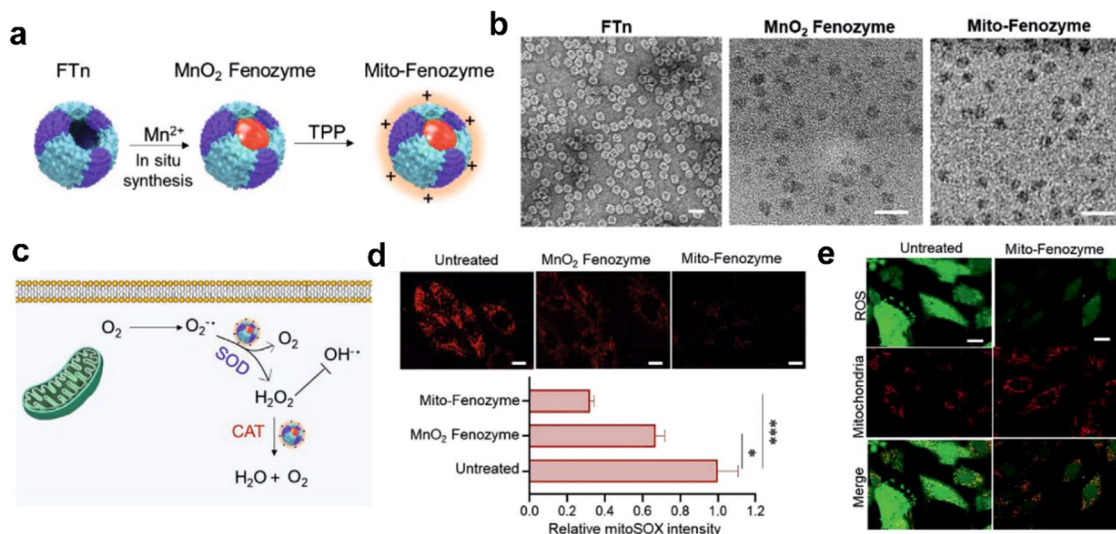 a
FTn
MnO₂ Fenozyme
Mito-Fenozyme
Mn²⁺
In situ
synthesis
TPP
+
+
+
+
+
+
b
FTn
MnO₂ Fenozyme
Mito-Fenozyme
c
O₂
O₂⁻·
O₂
OH⁻·
SOD
H₂O₂
CAT
H₂O + O₂
d
Untreated
MnO₂ Fenozyme
Mito-Fenozyme
Mito-Fenozyme
MnO₂ Fenozyme
Untreated
*
***
0.0 0.2 0.4 0.6 0.8 1.0 1.2
Relative mitoSOX intensity
e
Untreated
Mito-Fenozyme
ROS
Mitochondria
Merge